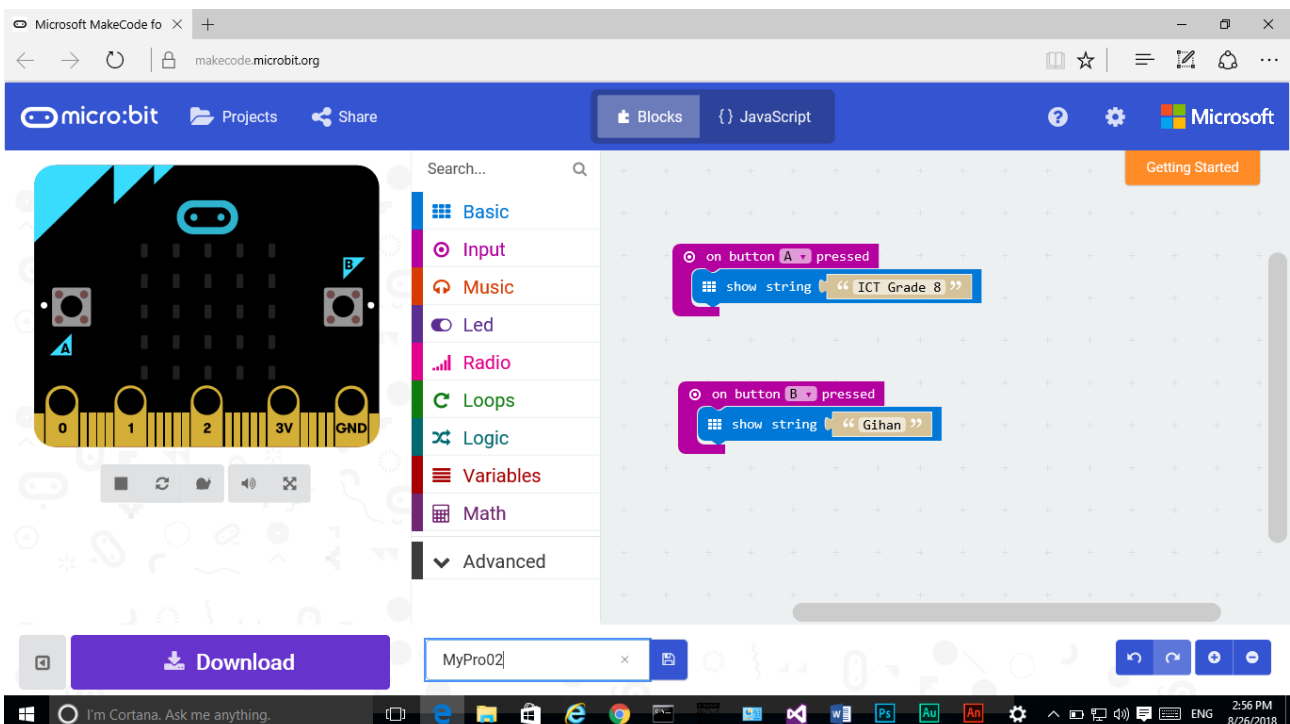 Microsoft MakeCode fo
makecode.microbit.org
micro:bit
Projects
Share
Blocks
{} JavaScript
Microsoft
Search...
Getting Started
Basic
Input
Music
Led
Radio
Loops
Logic
Variables
Math
Advanced
B
A
0 1 2 3V GND
on button A pressed
show string “ ICT Grade 8 ”
on button B pressed
show string “ Gihan ”
Download
MyPro02
I'm Cortana. Ask me anything.
Ps
Au
An
ENG
2:56 PM
8/26/2018